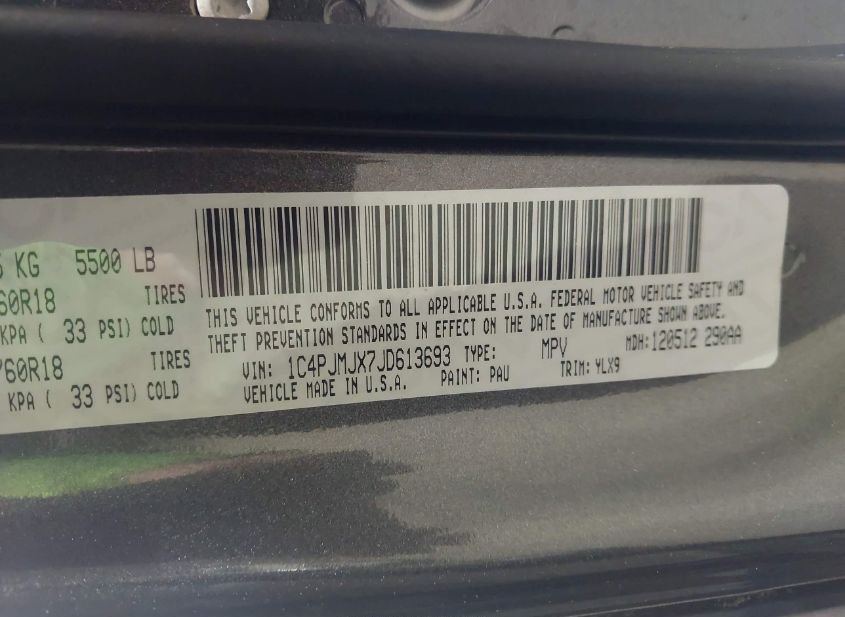 KG 5500 LB
60R18 TIRES
KPA ( 33 PSI) COLD
/60R18 TIRES
KPA ( 33 PSI) COLD
THIS VEHICLE CONFORMS TO ALL APPLICABLE U.S.A. FEDERAL MOTOR VEHICLE SAFETY AND
THEFT PREVENTION STANDARDS IN EFFECT ON THE DATE OF MANUFACTURE SHOWN ABOVE.
VIN: 1C4PJMJX7JD613693 TYPE: MPV MDH: 120512 290AA
VEHICLE MADE IN U.S.A. PAINT: PAU TRIM: YLX9